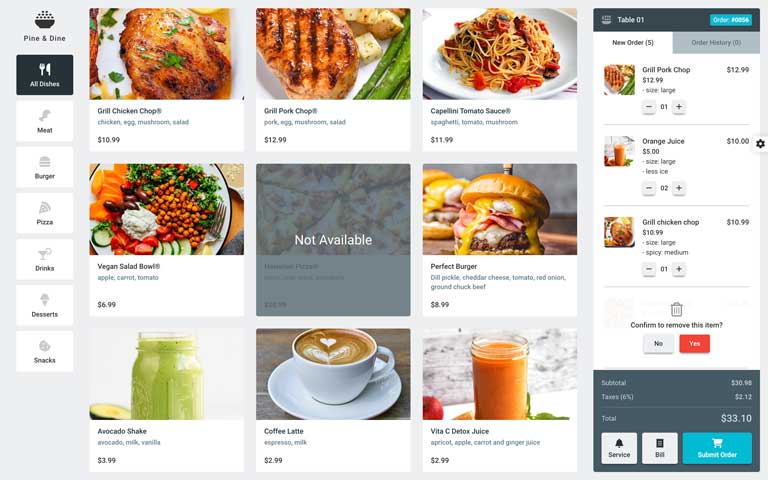 Pine & Dine
All Dishes
Meat
Burger
Pizza
Drinks
Desserts
Snacks
Grill Chicken Chop®
chicken, egg, mushroom, salad
$10.99
Grill Pork Chop®
pork, egg, mushroom, salad
$12.99
Capellini Tomato Sauce®
spaghetti, tomato, mushroom
$11.99
Vegan Salad Bowl®
apple, carrot, tomato
$6.99
Not Available
Hawaiian Pizza®
Perfect Burger
Dill pickle, cheddar cheese, tomato, red onion,
ground chuck beef
$8.99
Avocado Shake
avocado, milk, vanilla
$3.99
Coffee Latte
espresso, milk
$2.99
Vita C Detox Juice
apricot, apple, carrot and ginger juice
$2.99
Table 01
Order: #0056
New Order (5)
Order History (0)
Grill Pork Chop
$12.99
$12.99
- size: large
01
Orange Juice
$10.00
$5.00
- size: large
- less ice
02
Grill chicken chop
$10.99
$10.99
- size: large
- spicy: medium
01
Confirm to remove this item?
No
Yes
Subtotal
$30.98
Taxes (6%)
$2.12
Total
$33.10
Service
Bill
Submit Order